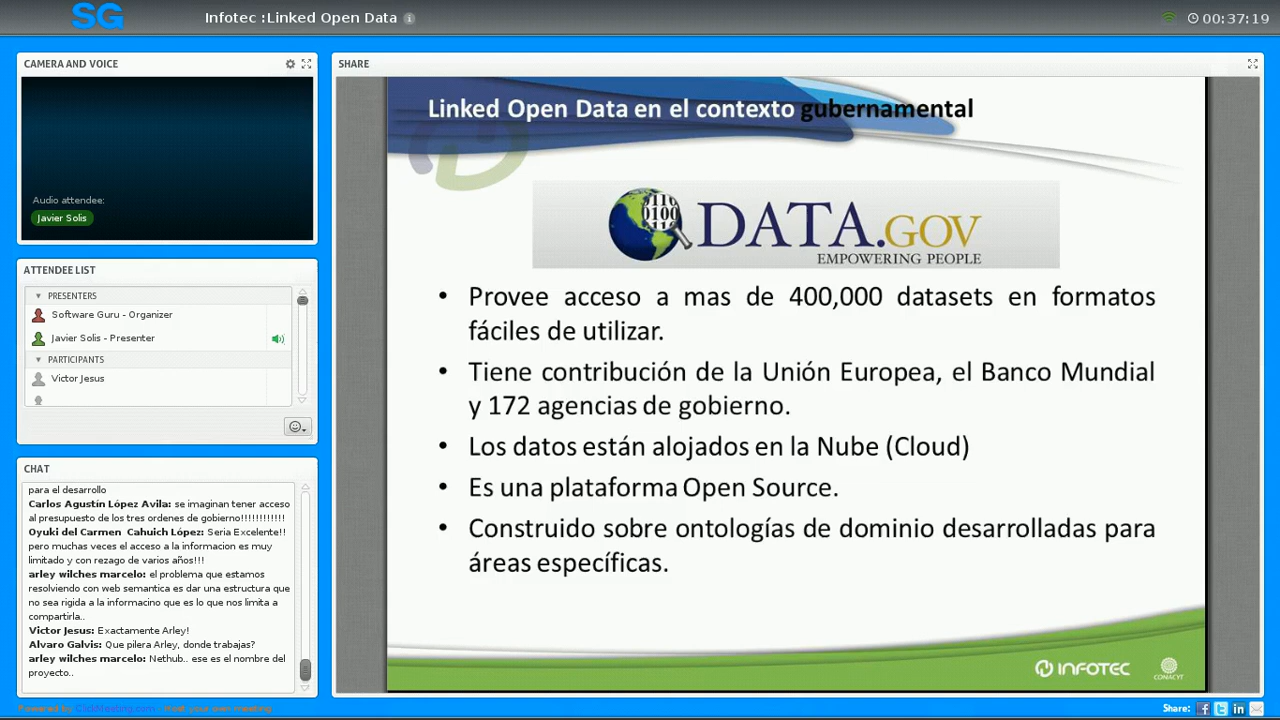 SG
Infotec :Linked Open Data
00:37:19
CAMERA AND VOICE
Audio attendee:
Javier Solis
ATTENDEE LIST
PRESENTERS
Software Guru - Organizer
Javier Solis - Presenter
PARTICIPANTS
Victor Jesus
CHAT
para el desarrollo
Carlos Agustín López Avila: se imaginan tener acceso
al presupuesto de los tres ordenes de gobierno!!!!!!!!!!!!
Oyuki del Carmen Cahuich López: Seria Excelente!!
pero muchas veces el acceso a la informacion es muy
limitado y con rezago de varios años!!!
arley wilches marcelo: el problema que estamos
resolviendo con web semantica es dar una estructura que
no sea rigida a la informacino que es lo que nos limita a
compartirla..
Victor Jesus: Exactamente Arley!
Alvaro Galvis: Que pilera Arley, donde trabajas?
arley wilches marcelo: Nethub.. ese es el nombre del
proyecto..
Powered by ClickMeeting.com - Host your own meeting
SHARE
Linked Open Data en el contexto gubernamental
DATA.GOV
EMPOWERING PEOPLE
• Provee acceso a mas de 400,000 datasets en formatos
fáciles de utilizar.
• Tiene contribución de la Unión Europea, el Banco Mundial
y 172 agencias de gobierno.
• Los datos están alojados en la Nube (Cloud)
• Es una plataforma Open Source.
• Construido sobre ontologías de dominio desarrolladas para
áreas específicas.
INFOTEC
CONACYT
Share: